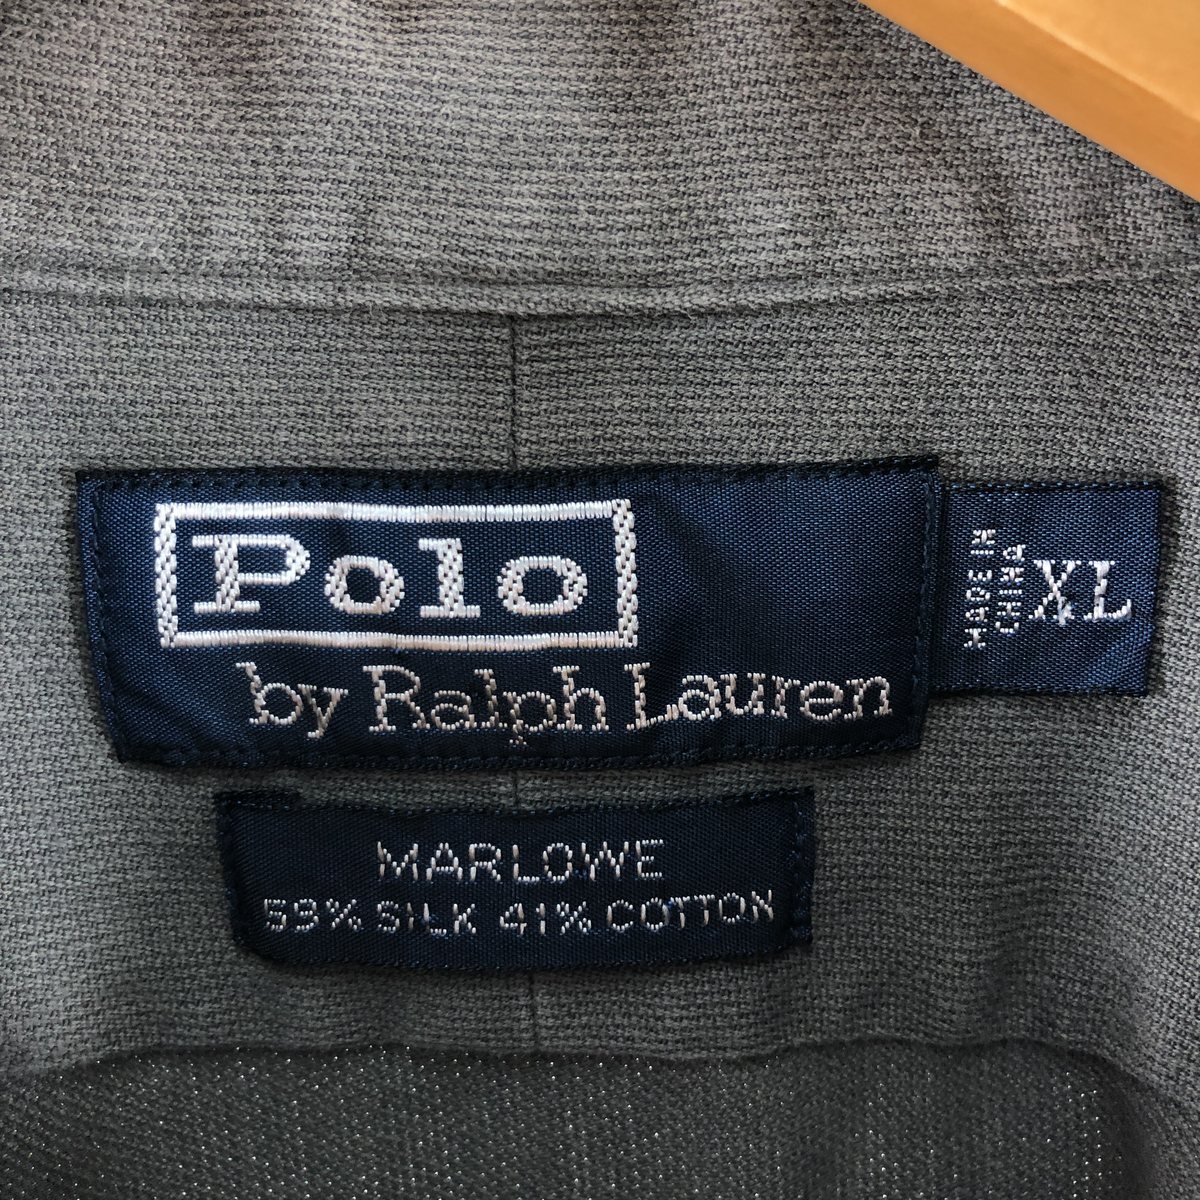 Polo
by Ralph Lauren
MADE IN
CHINA
XL
MARLOWE
59% SILK 41% COTTON